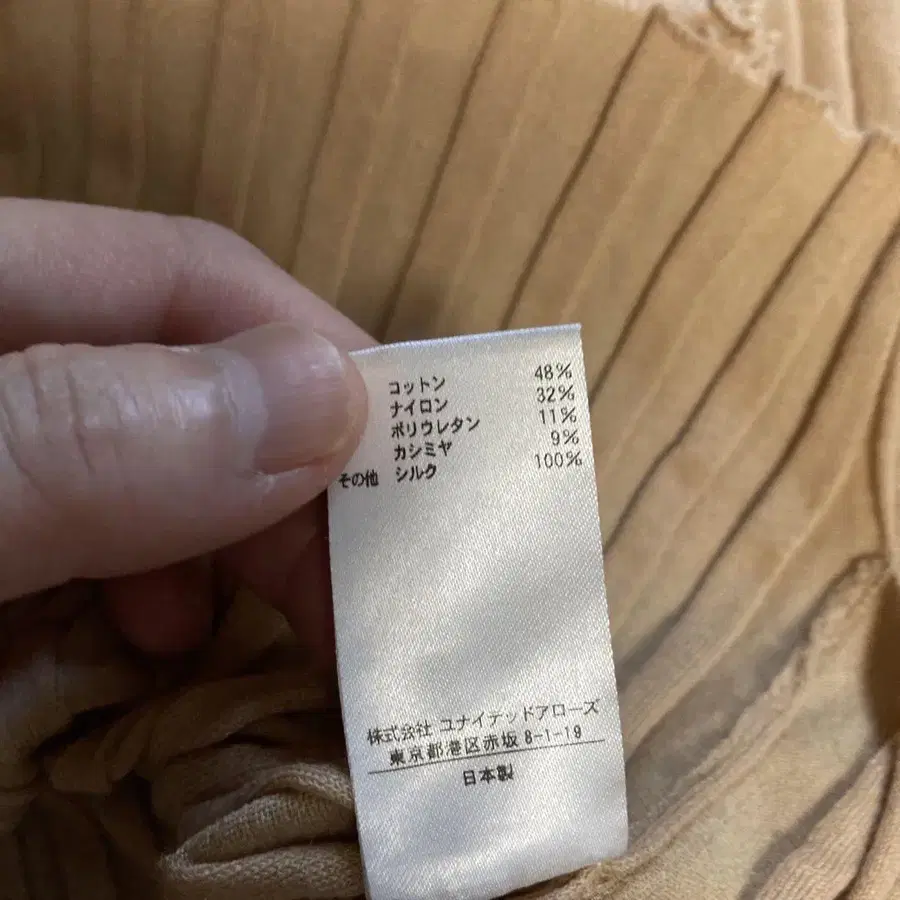 コットン 48%
ナイロン 32%
ポリウレタン 11%
カシミヤ 9%
その他 シルク 100%
株式会社 ユナイテッドアローズ
東京都港区赤坂8-1-19
日本製